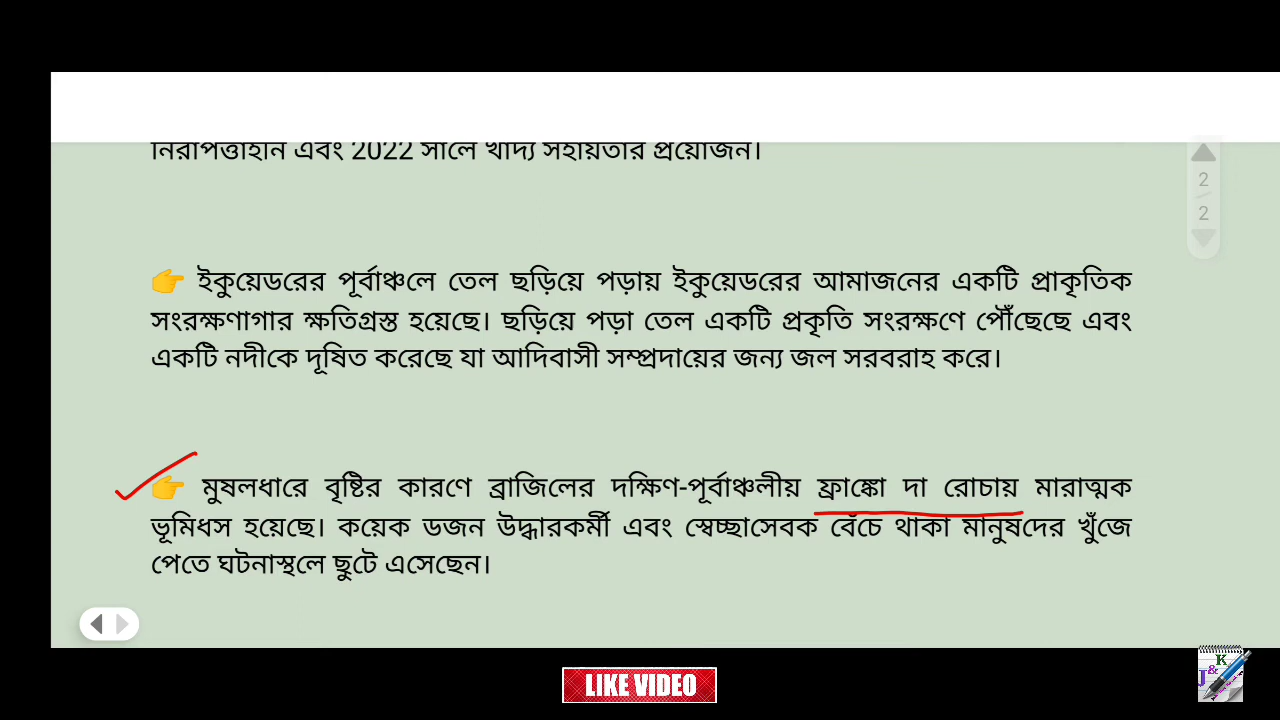 নিরাপত্তাহীন এবং 2022 সালে খাদ্য সহায়তার প্রয়োজন।
2
2
👉 ইকুয়েডরের পূর্বাঞ্চলে তেল ছড়িয়ে পড়ায় ইকুয়েডরের আমাজনের একটি প্রাকৃতিক
সংরক্ষণাগার ক্ষতিগ্রস্ত হয়েছে। ছড়িয়ে পড়া তেল একটি প্রকৃতি সংরক্ষণে পৌঁছেছে এবং
একটি নদীকে দূষিত করেছে যা আদিবাসী সম্প্রদায়ের জন্য জল সরবরাহ করে।
👉 মুষলধারে বৃষ্টির কারণে ব্রাজিলের দক্ষিণ-পূর্বাঞ্চলীয় ফ্রাঙ্কো দা রোচায় মারাত্মক
ভূমিধস হয়েছে। কয়েক ডজন উদ্ধারকর্মী এবং স্বেচ্ছাসেবক বেঁচে থাকা মানুষদের খুঁজে
পেতে ঘটনাস্থলে ছুটে এসেছেন।
LIKE VIDEO
J&K